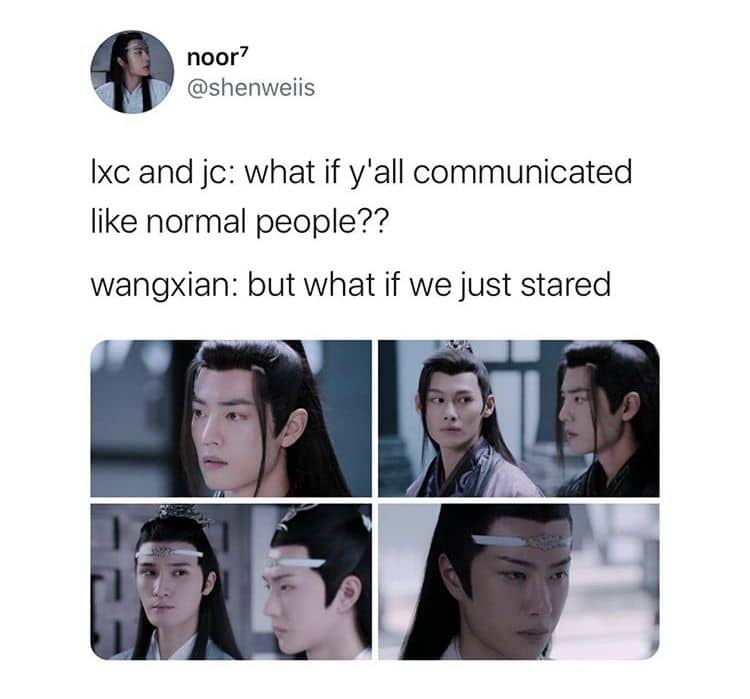 noor⁷
@shenweiis
lxc and jc: what if y'all communicated
like normal people??
wangxian: but what if we just stared